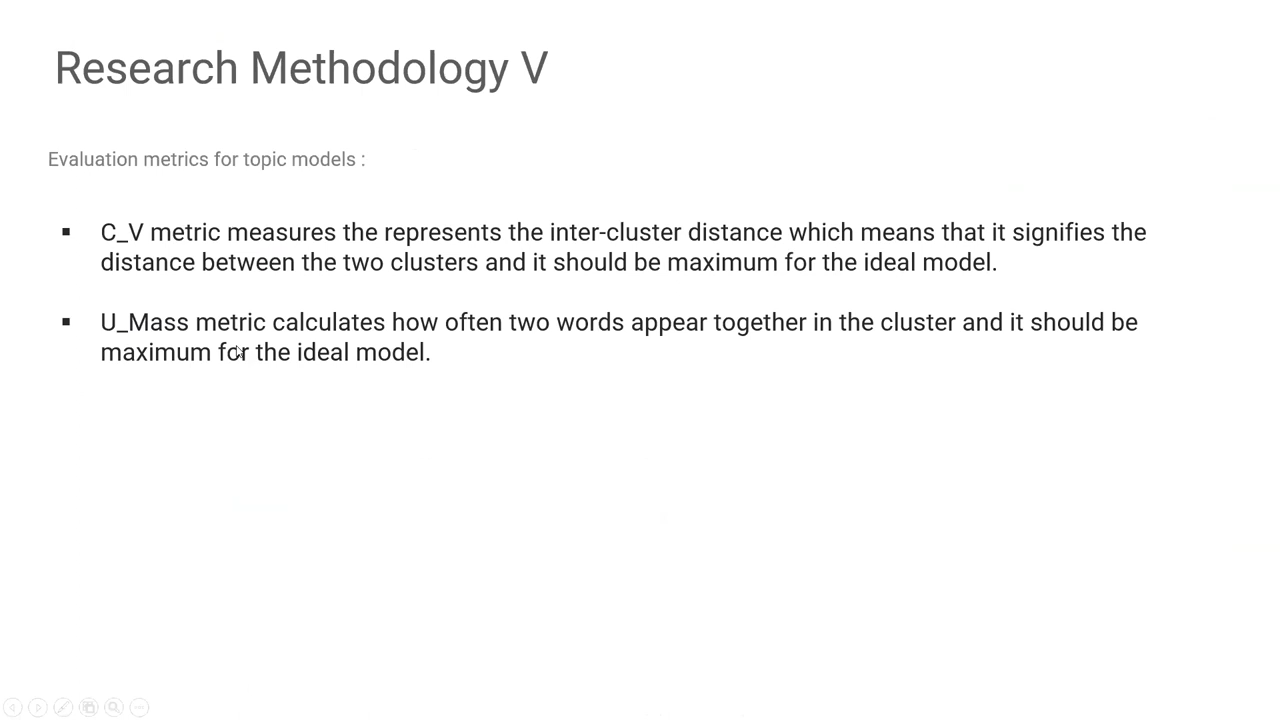 Research Methodology V
Evaluation metrics for topic models :
▪ C_V metric measures the represents the inter-cluster distance which means that it signifies the
distance between the two clusters and it should be maximum for the ideal model.
▪ U_Mass metric calculates how often two words appear together in the cluster and it should be
maximum for the ideal model.